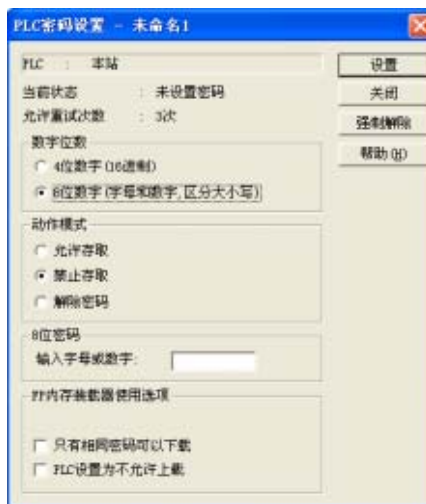 PLC密码设置 - 未命名1
PLC : 本站
设置
当前状态 : 未设置密码
关闭
允许重试次数 : 3次
强制解除
数字位数
帮助(H)
4位数字(16进制)
8位数字(字母和数字,区分大小写)
动作模式
允许存取
禁止存取
解除密码
8位密码
输入字母或数字:
FP内存装载器使用选项
只有相同密码可以下载
PLC设置为不允许上载